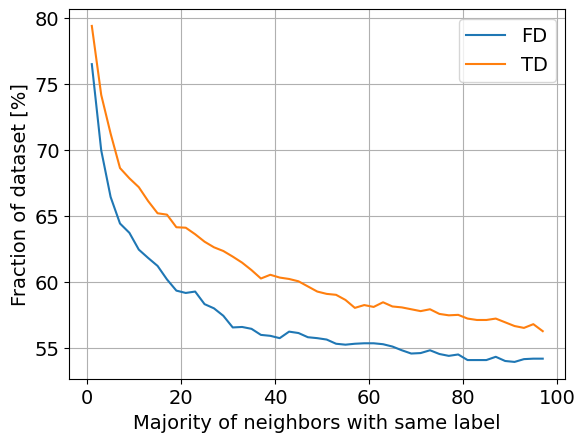 80
75
70
65
60
55
0 20 40 60 80 100
Fraction of dataset [%]
Majority of neighbors with same label
FD
TD